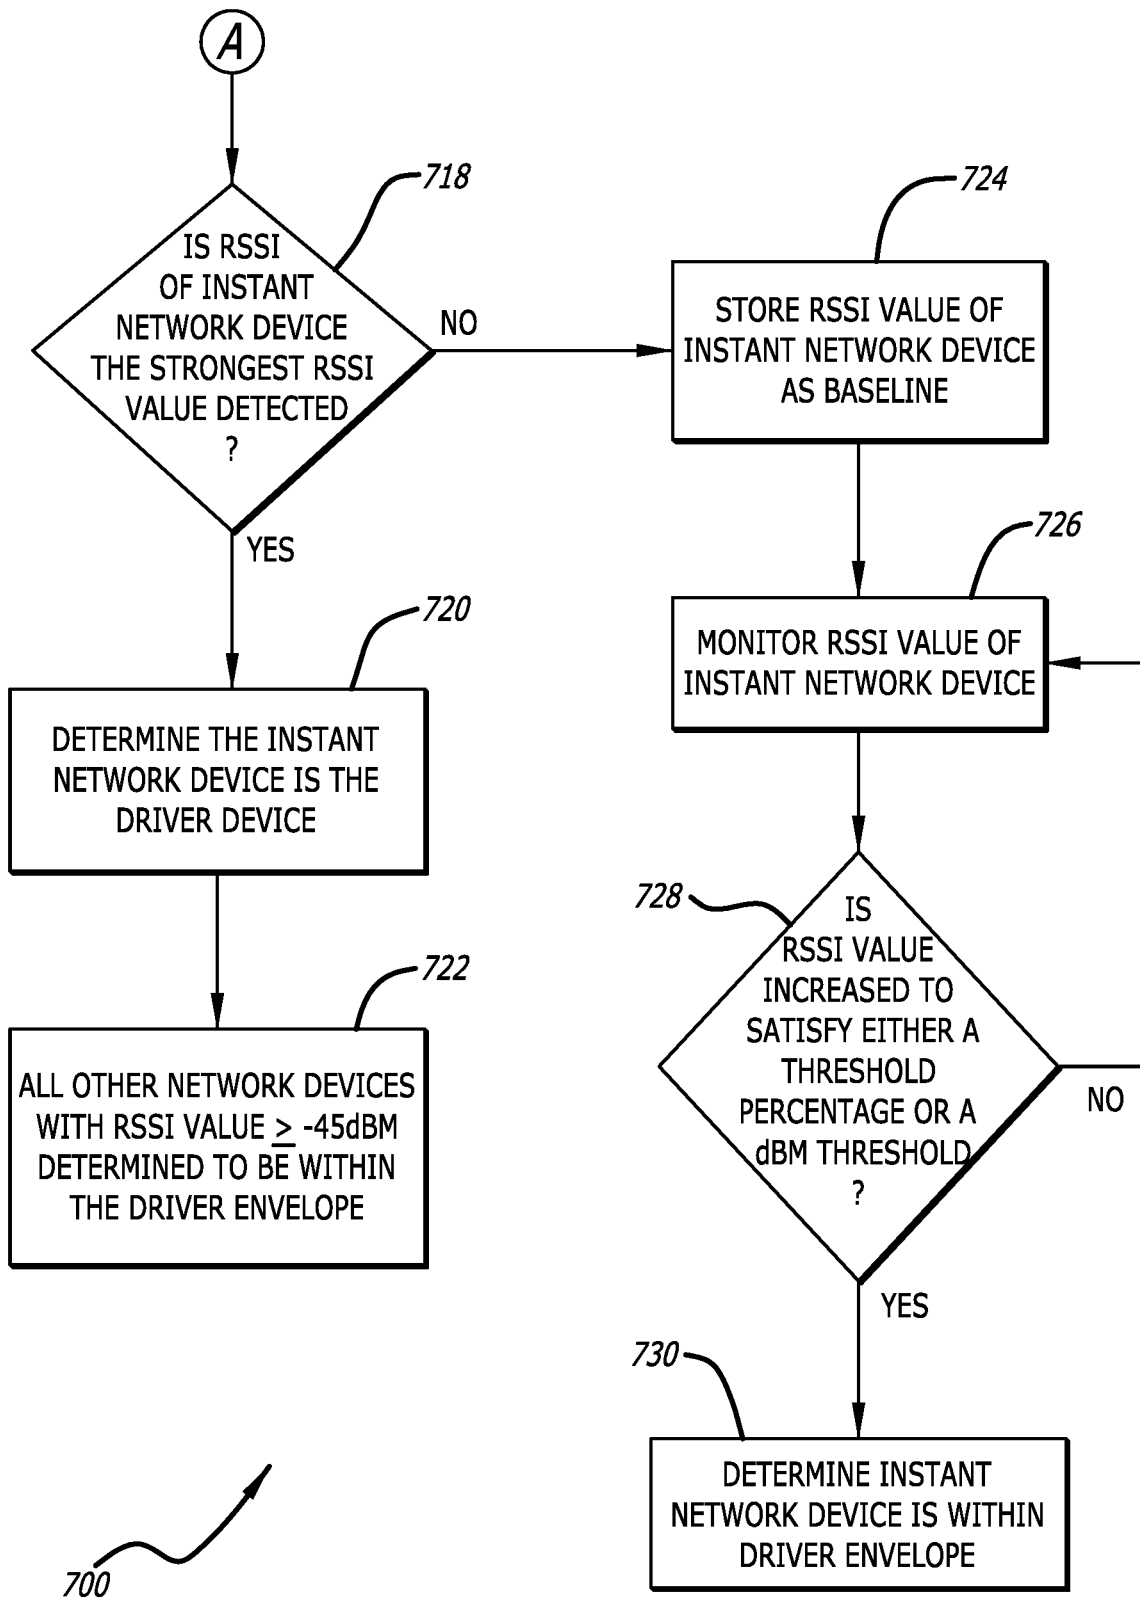 A
718
IS RSSI
OF INSTANT
NETWORK DEVICE
THE STRONGEST RSSI
VALUE DETECTED
?
NO
YES
720
DETERMINE THE INSTANT
NETWORK DEVICE IS THE
DRIVER DEVICE
722
ALL OTHER NETWORK DEVICES
WITH RSSI VALUE ≥ -45dBM
DETERMINED TO BE WITHIN
THE DRIVER ENVELOPE
724
STORE RSSI VALUE OF
INSTANT NETWORK DEVICE
AS BASELINE
726
MONITOR RSSI VALUE OF
INSTANT NETWORK DEVICE
728
IS
RSSI VALUE
INCREASED TO
SATISFY EITHER A
THRESHOLD
PERCENTAGE OR A
dBM THRESHOLD
?
NO
YES
730
DETERMINE INSTANT
NETWORK DEVICE IS WITHIN
DRIVER ENVELOPE
700